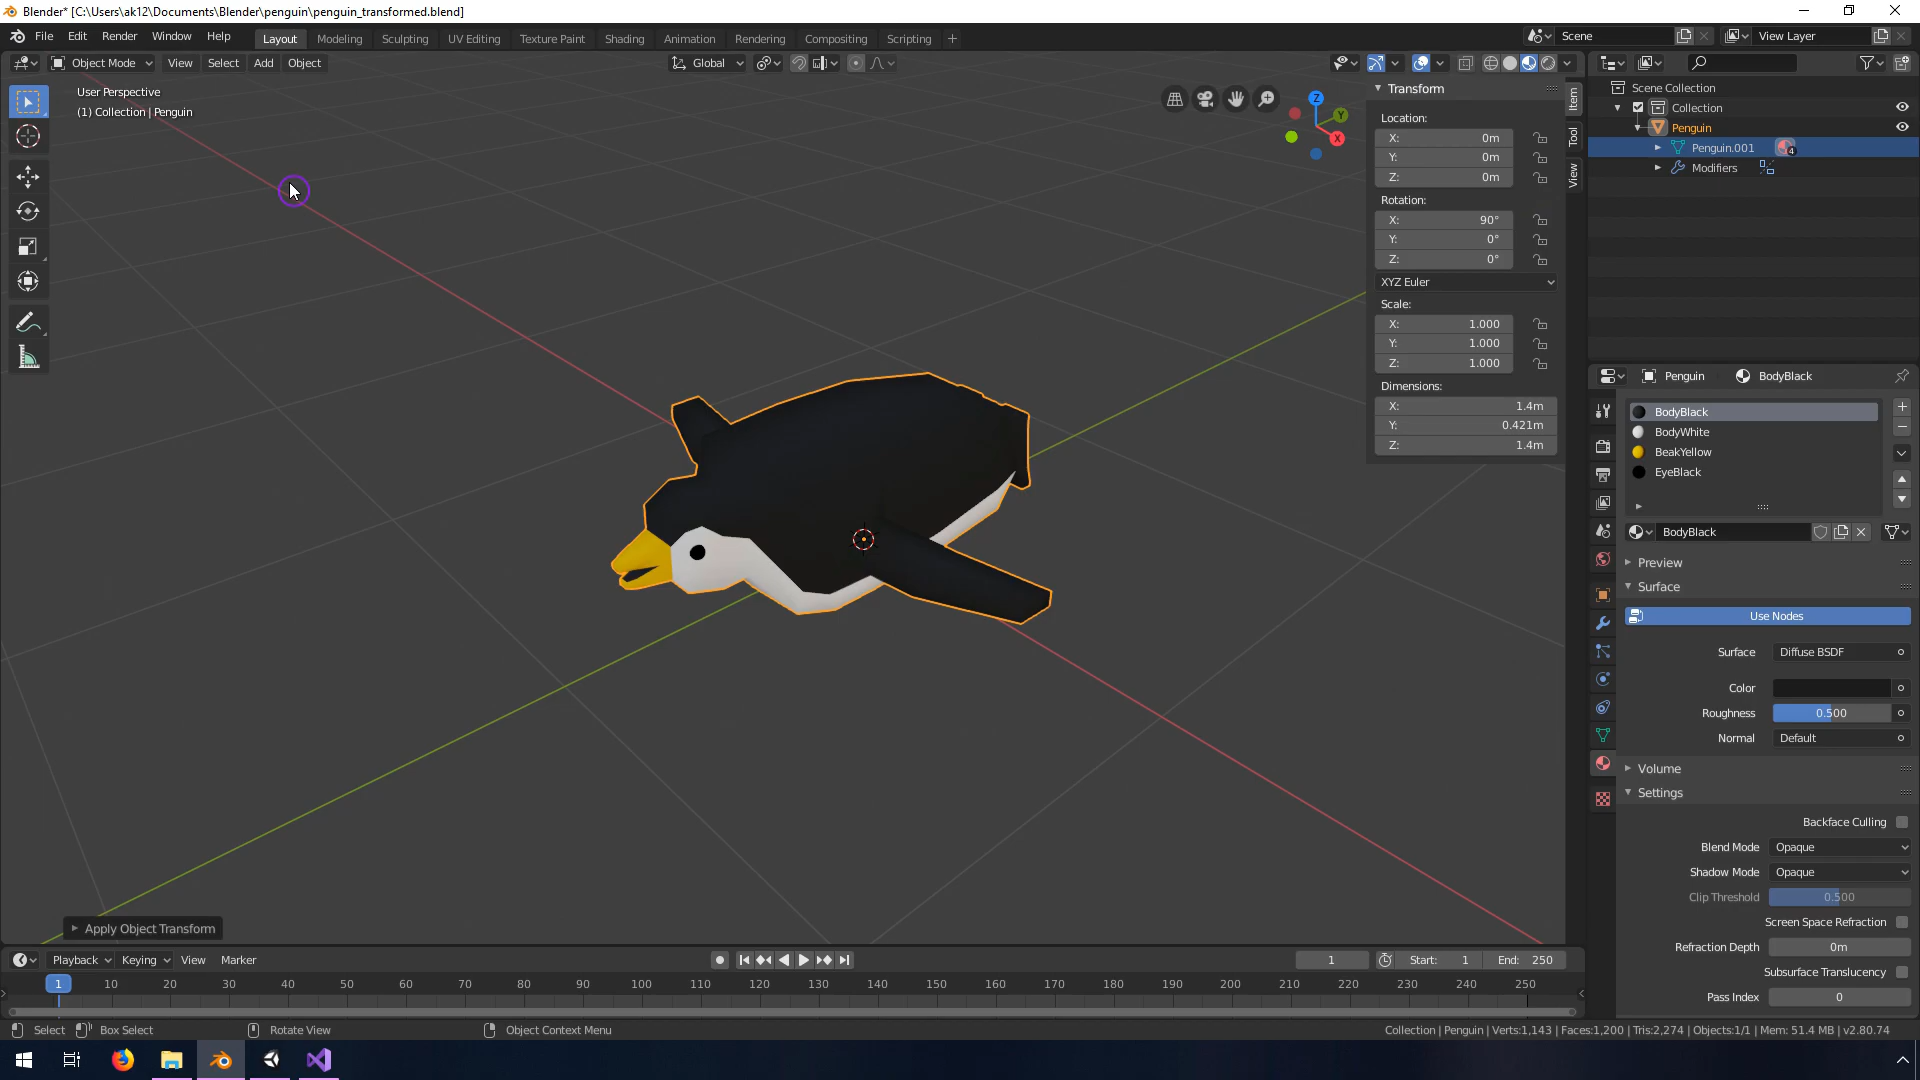 Blender* [C:\Users\ak12\Documents\Blender\penguin\penguin_transformed.blend]
File Edit Render Window Help Layout Modeling Sculpting UV Editing Texture Paint Shading Animation Rendering Compositing Scripting + Scene View Layer
Object Mode View Select Add Object Global
User Perspective
(1) Collection | Penguin
Z
Y
X
Transform
Location:
X: 0m
Y: 0m
Z: 0m
Rotation:
X: 90°
Y: 0°
Z: 0°
XYZ Euler
Scale:
X: 1.000
Y: 1.000
Z: 1.000
Dimensions:
X: 1.4m
Y: 0.421m
Z: 1.4m
Item
Tool
View
Scene Collection
Collection
Penguin
Penguin.001 4
Modifiers
Penguin BodyBlack
BodyBlack
BodyWhite
BeakYellow
EyeBlack
BodyBlack
Preview
Surface
Use Nodes
Surface Diffuse BSDF
Color
Roughness 0.500
Normal Default
Volume
Settings
Backface Culling
Blend Mode Opaque
Shadow Mode Opaque
Clip Threshold 0.500
Screen Space Refraction
Refraction Depth 0m
Subsurface Translucency
Pass Index 0
Apply Object Transform
Playback Keying View Marker 1 Start: 1 End: 250
1 10 20 30 40 50 60 70 80 90 100 110 120 130 140 150 160 170 180 190 200 210 220 230 240 250
Select Box Select Rotate View Object Context Menu Collection | Penguin | Verts:1,143 | Faces:1,200 | Tris:2,274 | Objects:1/1 | Mem: 51.4 MB | v2.80.74